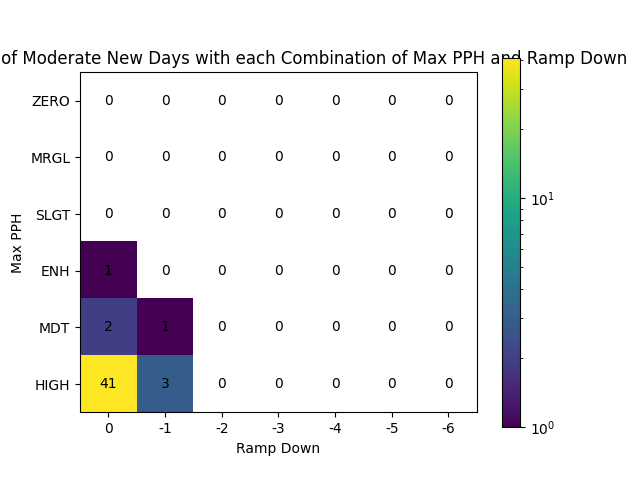 of Moderate New Days with each Combination of Max PPH and Ramp Down
ZERO 0 0 0 0 0 0 0
MRGL 0 0 0 0 0 0 0
SLGT 0 0 0 0 0 0 0
ENH 1 0 0 0 0 0 0
MDT 2 1 0 0 0 0 0
HIGH 41 3 0 0 0 0 0
0 -1 -2 -3 -4 -5 -6
Ramp Down
Max PPH
10¹
10⁰